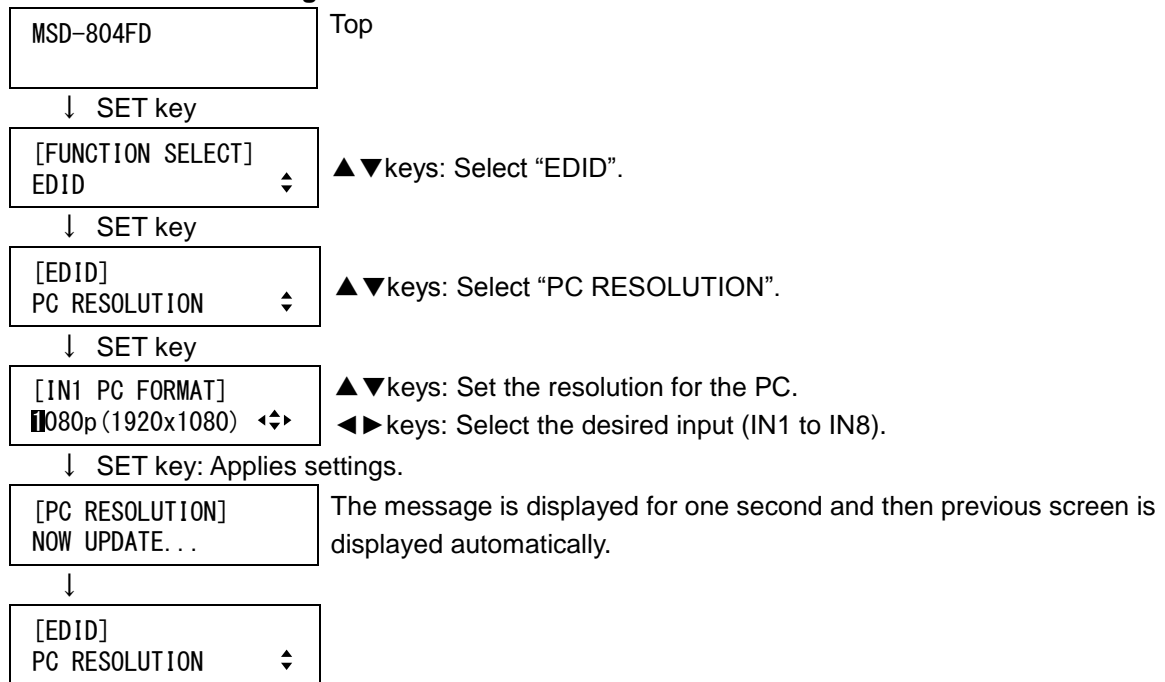 MSD-804FD
Top
↓ SET key
[FUNCTION SELECT]
EDID
▲▼keys: Select “EDID”.
↓ SET key
[EDID]
PC RESOLUTION
▲▼keys: Select “PC RESOLUTION”.
↓ SET key
[IN1 PC FORMAT]
1080p(1920x1080)
▲▼keys: Set the resolution for the PC.
◄►keys: Select the desired input (IN1 to IN8).
↓ SET key: Applies settings.
[PC RESOLUTION]
NOW UPDATE...
The message is displayed for one second and then previous screen is
displayed automatically.
↓
[EDID]
PC RESOLUTION